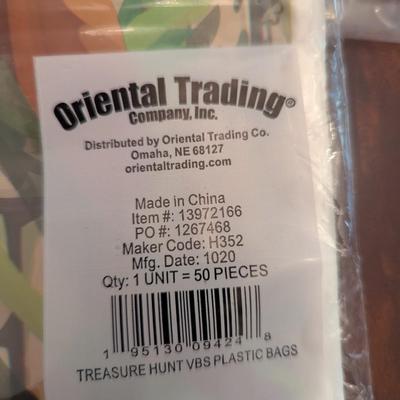 Oriental Trading®
Company, Inc.
Distributed by Oriental Trading Co.
Omaha, NE 68127
orientaltrading.com
Made in China
Item #: 13972166
PO #: 1267468
Maker Code: H352
Mfg. Date: 1020
Qty: 1 UNIT = 50 PIECES
1 95130 09424 8
TREASURE HUNT VBS PLASTIC BAGS